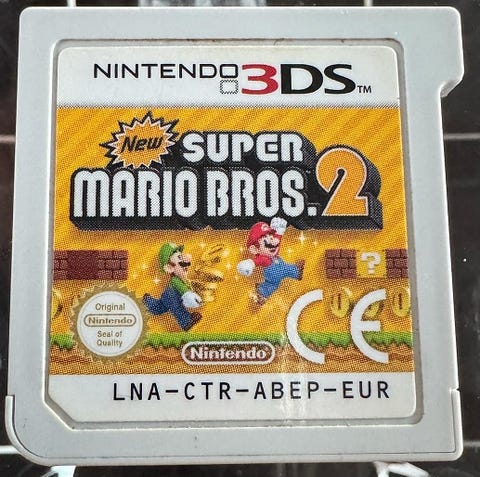 NINTENDO 3DS™
New SUPER
MARIO BROS. 2
?
Original
Nintendo
Seal of
Quality
Nintendo
CE
LNA-CTR-ABEP-EUR